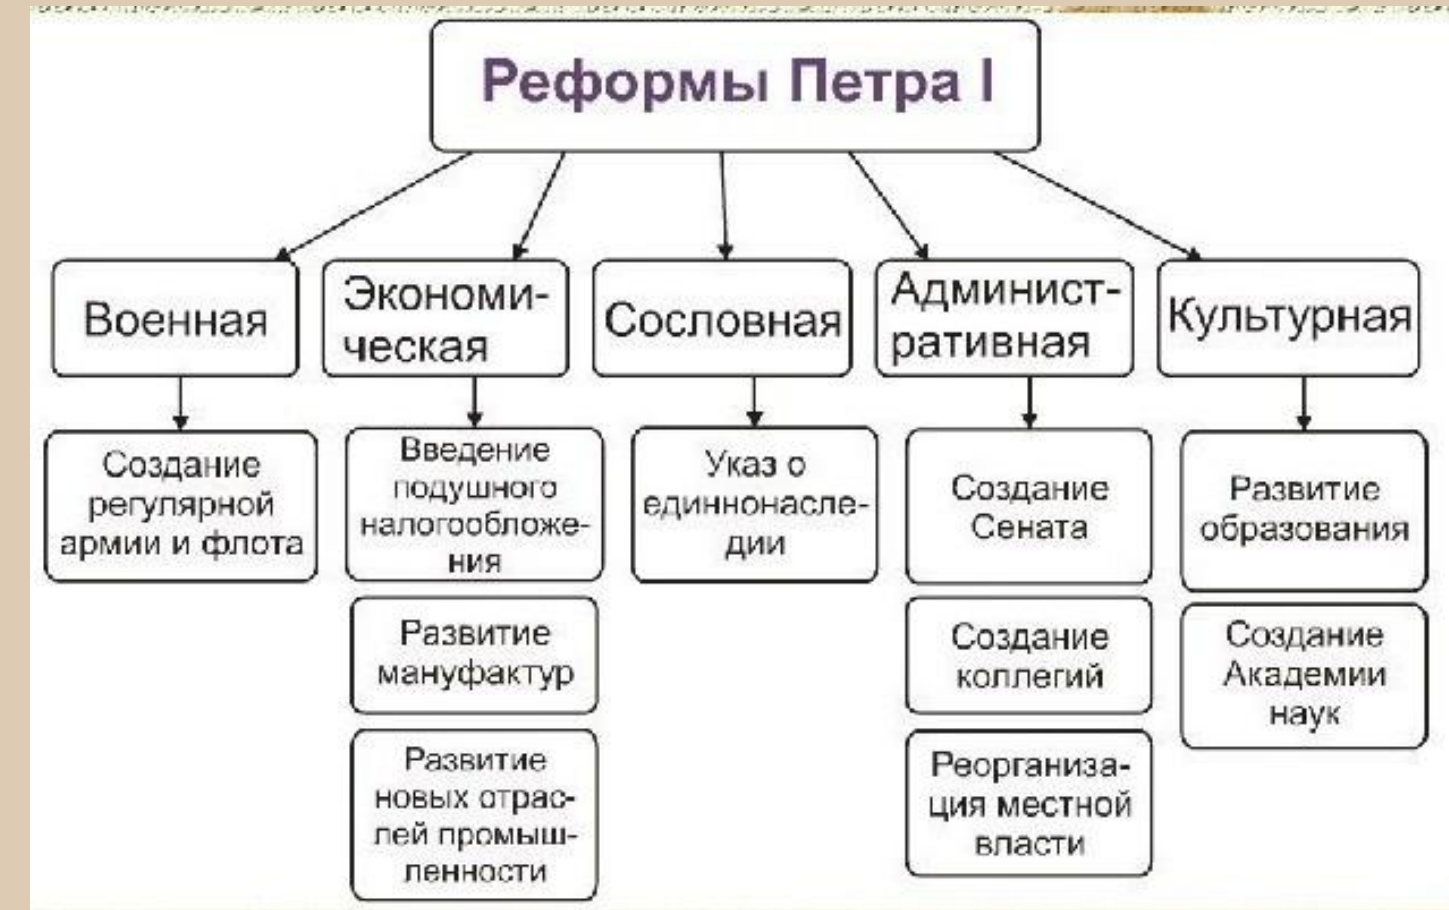 Реформы Петра I
Военная
Экономи-
ческая
Сословная
Админист-
ративная
Культурная
Создание
регулярной
армии и флота
Введение
подушного
налогообложе-
ния
Развитие
мануфактур
Развитие
новых отрас-
лей промыш-
ленности
Указ о
единнонасле-
дии
Создание
Сената
Создание
коллегий
Реорганиза-
ция местной
власти
Развитие
образования
Создание
Академии
наук